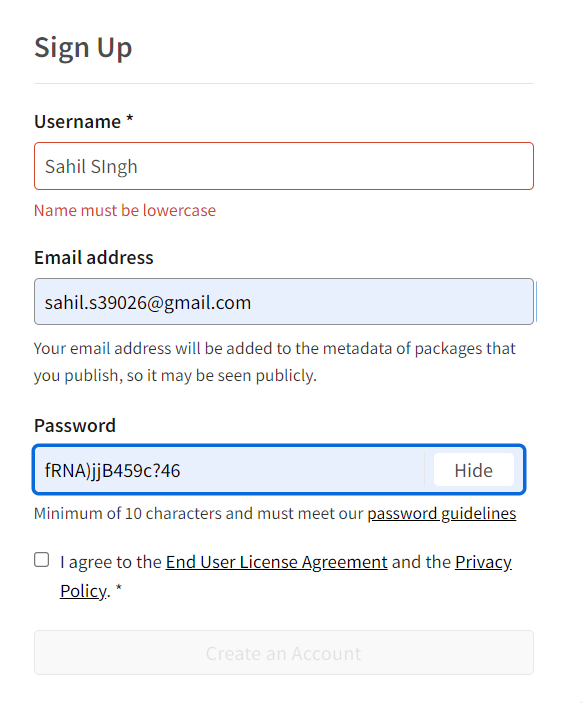 Sign Up
Username *
Sahil SIngh
Name must be lowercase
Email address
sahil.s39026@gmail.com
Your email address will be added to the metadata of packages that
you publish, so it may be seen publicly.
Password
fRNA)jjB459c?46
Hide
Minimum of 10 characters and must meet our password guidelines
I agree to the End User License Agreement and the Privacy
Policy. *
Create an Account